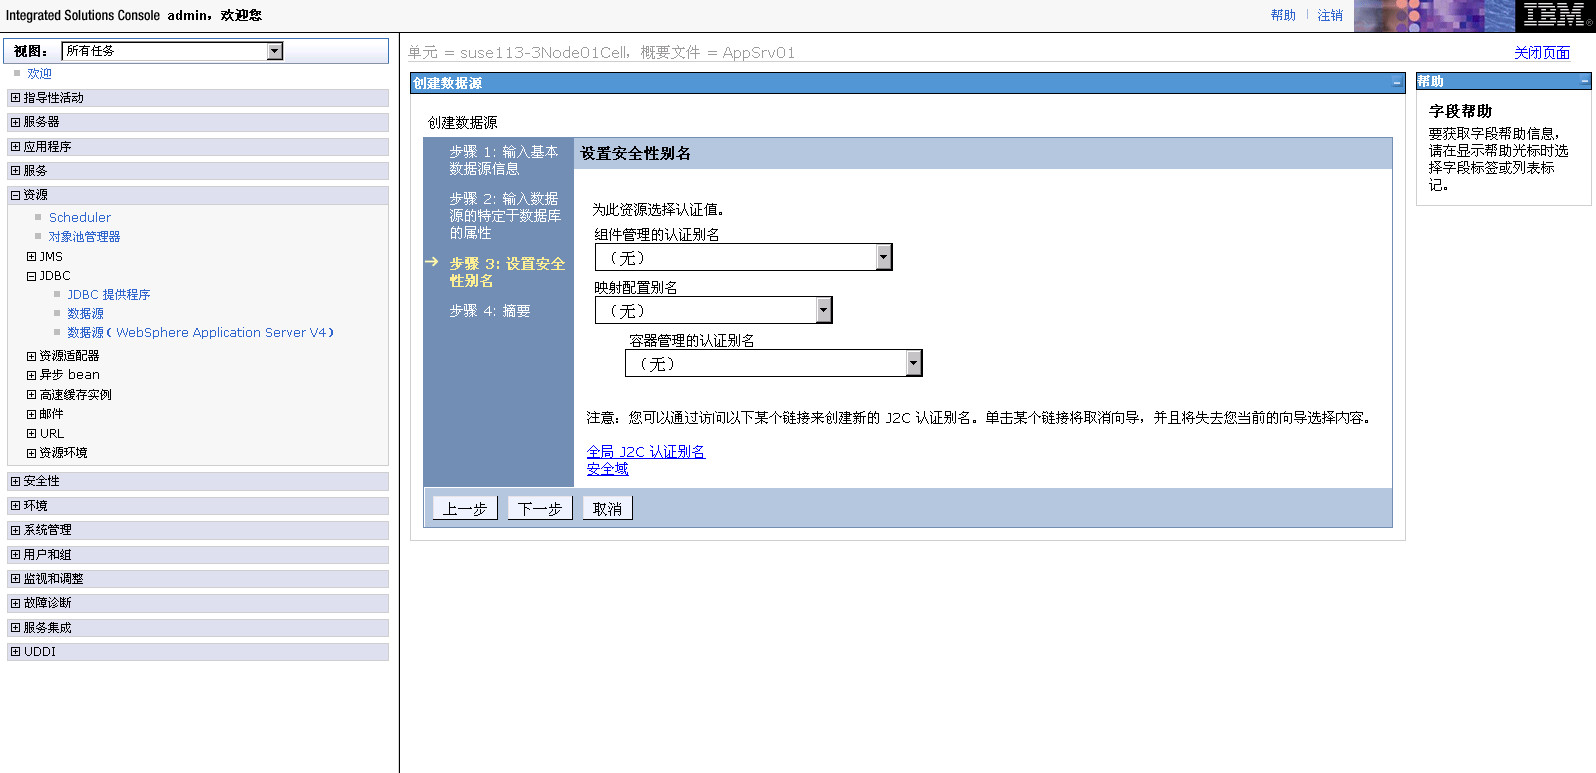 Integrated Solutions Console admin，欢迎您
帮助 注销 IBM®
视图： 所有任务
欢迎
指导性活动
服务器
应用程序
服务
资源
Scheduler
对象池管理器
JMS
JDBC
JDBC 提供程序
数据源
数据源（WebSphere Application Server V4）
资源适配器
异步 bean
高速缓存实例
邮件
URL
资源环境
安全性
环境
系统管理
用户和组
监视和调整
故障诊断
服务集成
UDDI
单元 = suse113-3Node01Cell，概要文件 = AppSrv01
关闭页面
创建数据源
创建数据源
步骤 1：输入基本
数据源信息
步骤 2：输入数据
源的特定于数据库
的属性
步骤 3：设置安全
性别名
步骤 4：摘要
设置安全性别名
为此资源选择认证值。
组件管理的认证别名
（无）
映射配置别名
（无）
容器管理的认证别名
（无）
注意：您可以通过访问以下某个链接来创建新的 J2C 认证别名。单击某个链接将取消向导，并且将失去您当前的向导选择内容。
全局 J2C 认证别名
安全域
上一步 下一步 取消
帮助
字段帮助
要获取字段帮助信息，
请在显示帮助光标时选
择字段标签或列表标
记。